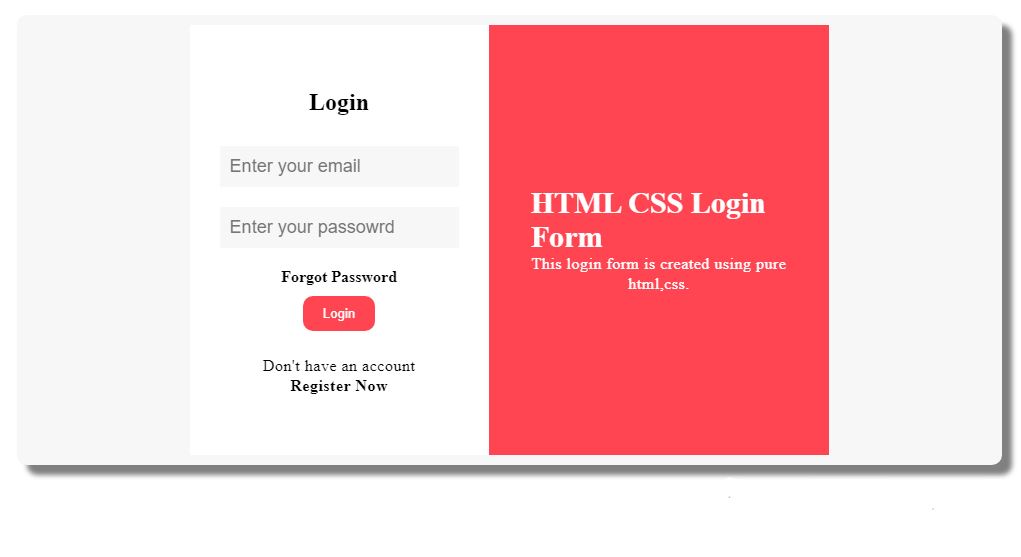 Login
Enter your email
Enter your passowrd
Forgot Password
Login
Don't have an account
Register Now
HTML CSS Login
Form
This login form is created using pure
html,css.